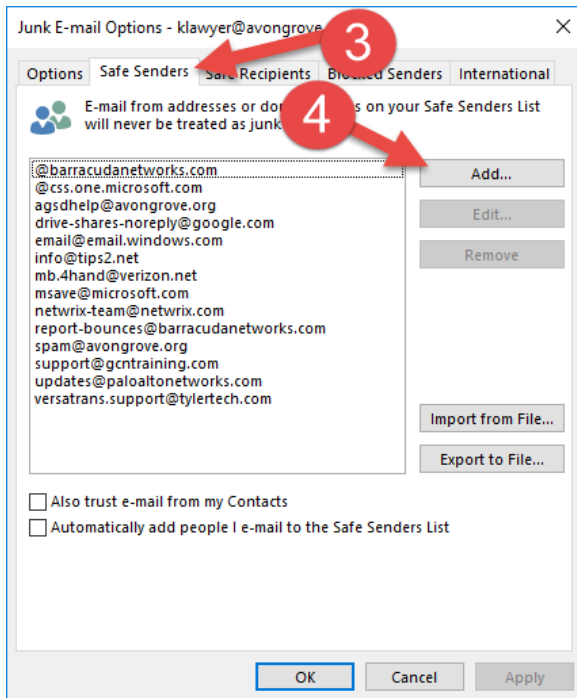 Junk E-mail Options - klawyer@avongrove
3
Options Safe Senders Safe Recipients Blocked Senders International
E-mail from addresses or on your Safe Senders List
will never be treated as junk
4
@barracudanetworks.com
@css.one.microsoft.com
agsdhelp@avongrove.org
drive-shares-noreply@google.com
email@email.windows.com
info@tips2.net
mb.4hand@verizon.net
msave@microsoft.com
netwrix-team@netwrix.com
report-bounces@barracudanetworks.com
spam@avongrove.org
support@gcntraining.com
updates@paloaltonetworks.com
versatrans.support@tylertech.com
Add...
Edit...
Remove
Import from File...
Export to File...
Also trust e-mail from my Contacts
Automatically add people I e-mail to the Safe Senders List
OK Cancel Apply